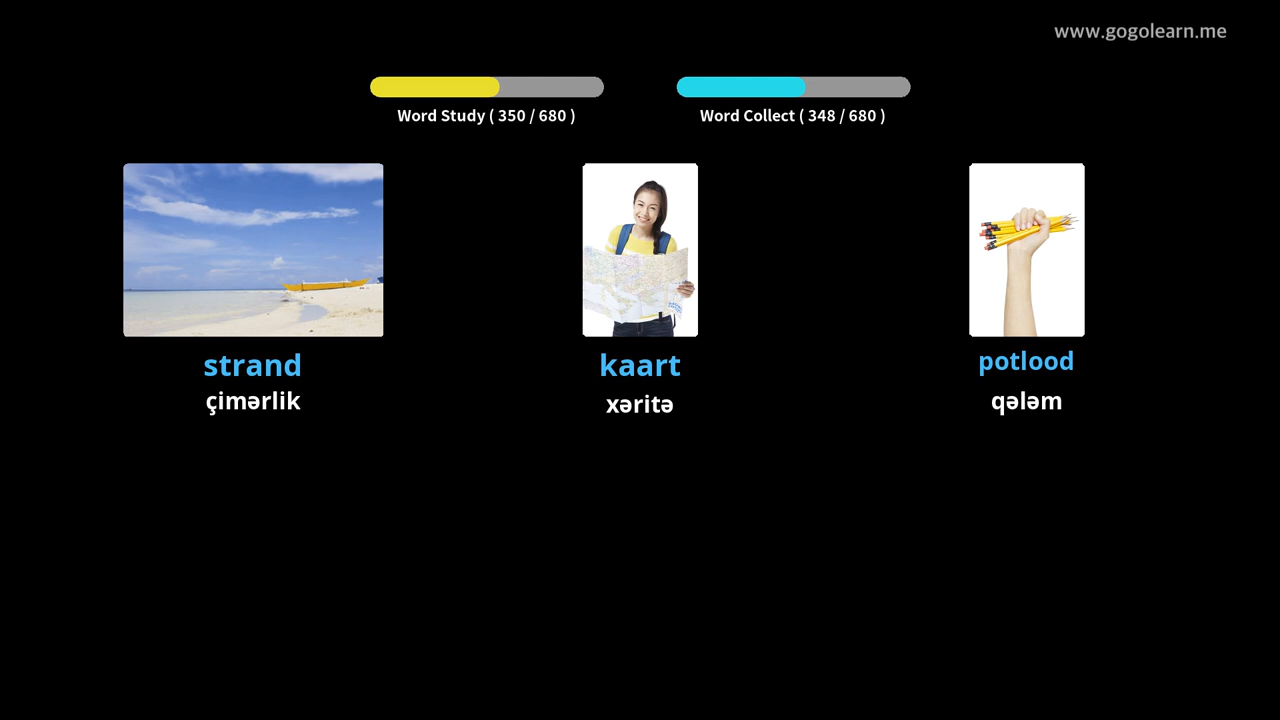 www.gogolearn.me
Word Study ( 350 / 680 )
Word Collect ( 348 / 680 )
strand
kaart
potlood
çimərlik
xəritə
qələm